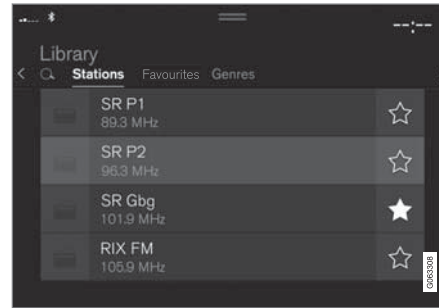 --:--
Library
Stations Favourites Genres
SR P1
89.3 MHz
SR P2
96.3 MHz
SR Gbg
101.9 MHz
RIX FM
105.9 MHz
G063308